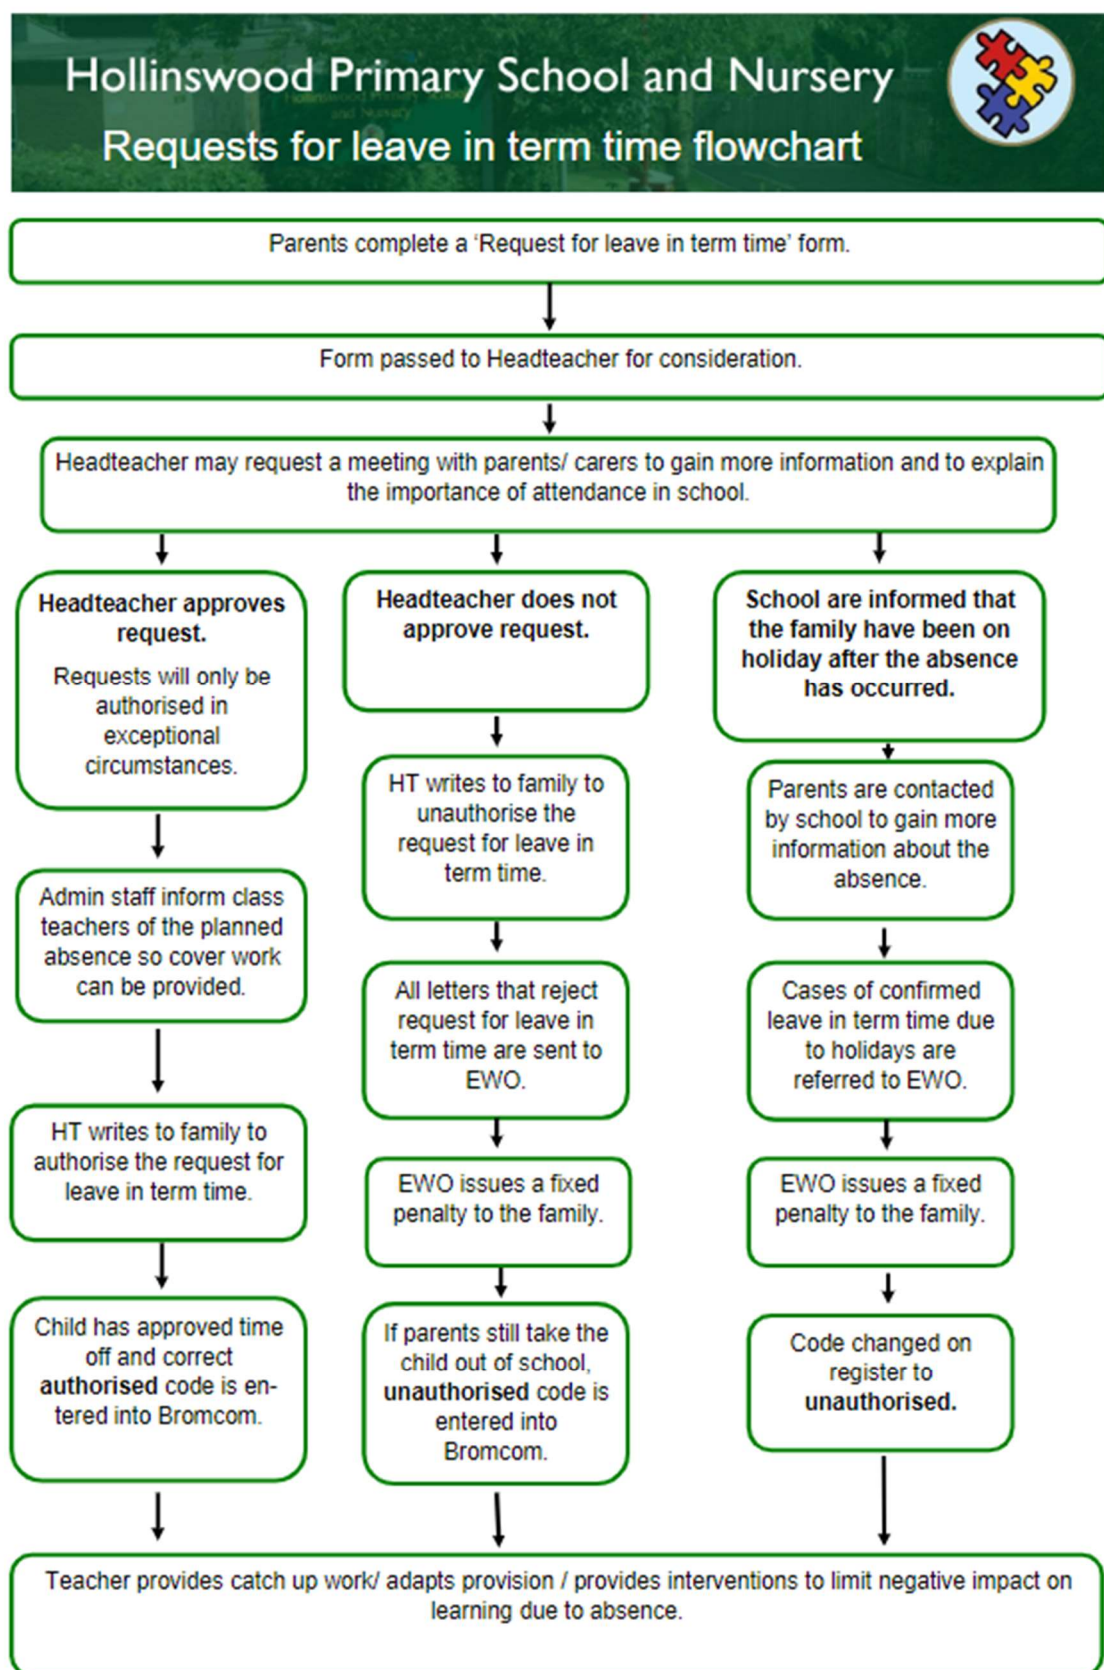 Hollinswood Primary School and Nursery
Requests for leave in term time flowchart
Parents complete a ‘Request for leave in term time’ form.
Form passed to Headteacher for consideration.
Headteacher may request a meeting with parents/ carers to gain more information and to explain
the importance of attendance in school.
Headteacher approves
request.
Requests will only be
authorised in
exceptional
circumstances.
Admin staff inform class
teachers of the planned
absence so cover work
can be provided.
HT writes to family to
authorise the request for
leave in term time.
Child has approved time
off and correct
authorised code is en-
tered into Bromcom.
Headteacher does not
approve request.
HT writes to family to
unauthorise the
request for leave in
term time.
All letters that reject
request for leave in
term time are sent to
EWO.
EWO issues a fixed
penalty to the family.
If parents still take the
child out of school,
unauthorised code is
entered into
Bromcom.
School are informed that
the family have been on
holiday after the absence
has occurred.
Parents are contacted
by school to gain more
information about the
absence.
Cases of confirmed
leave in term time due
to holidays are
referred to EWO.
EWO issues a fixed
penalty to the family.
Code changed on
register to
unauthorised.
Teacher provides catch up work/ adapts provision / provides interventions to limit negative impact on
learning due to absence.